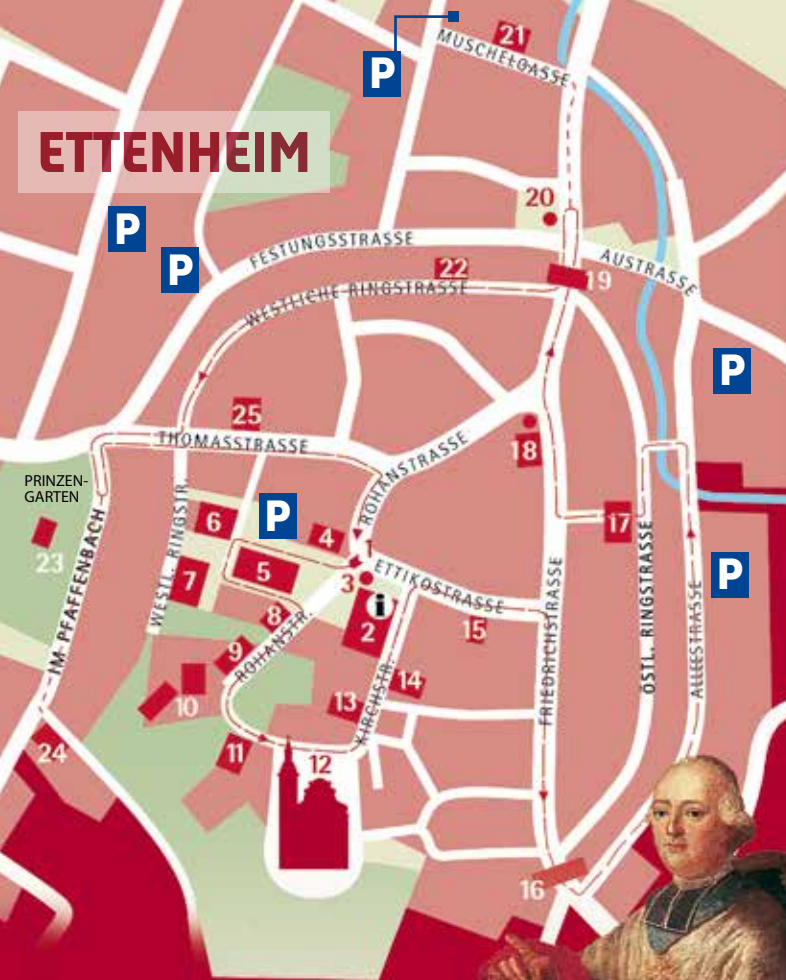 P
21
MUSCHELGASSE
ETTENHEIM
20
P
P
FESTUNGSSTRASSE
AUSTRASSE
22
19
WESTLICHE RINGSTRASSE
P
25
THOMASSTRASSE
ROHANSTRASSE
18
PRINZEN-
GARTEN
23
IM PFAFFENBACH
WESTL. RINGSTR.
6
P
4
1
17
7
5
3
i
ETTIKOSTRASSE
P
8
2
15
ROHANSTR.
9
10
14
13
KIRCHSTR.
FRIEDRICHSTRASSE
ÖSTL. RINGSTRASSE
ALLEESTRASSE
24
11
12
16